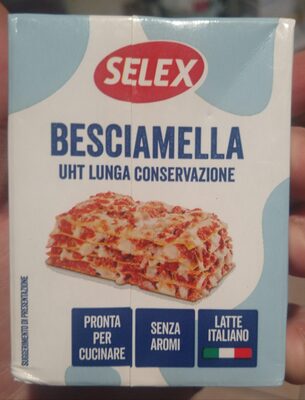 SELEX
BESCIAMELLA
UHT LUNGA CONSERVAZIONE
SUGGERIMENTO DI PRESENTAZIONE
PRONTA
PER
CUCINARE
SENZA
AROMI
LATTE
ITALIANO